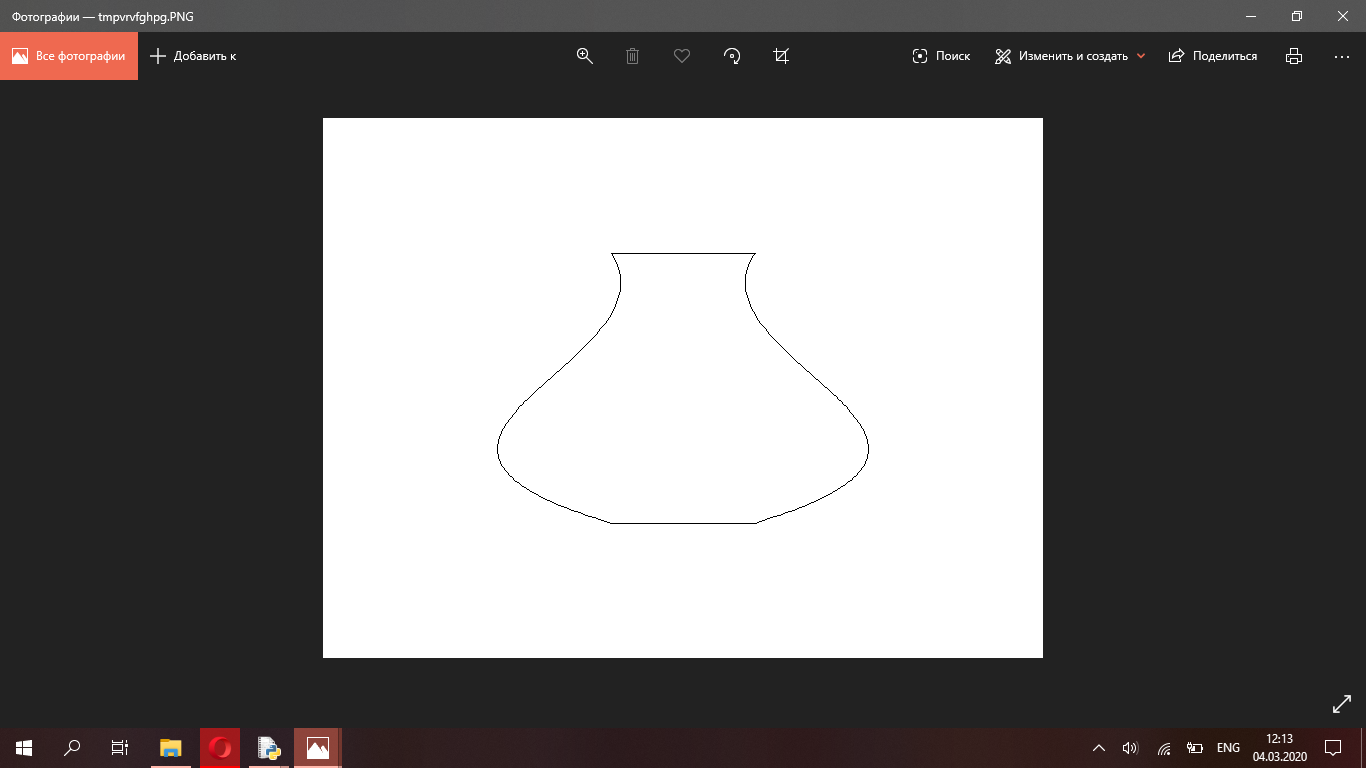 Фотографии — tmpvrvfghpg.PNG
Все фотографии Добавить к Поиск Изменить и создать Поделиться
ENG 12:13
04.03.2020